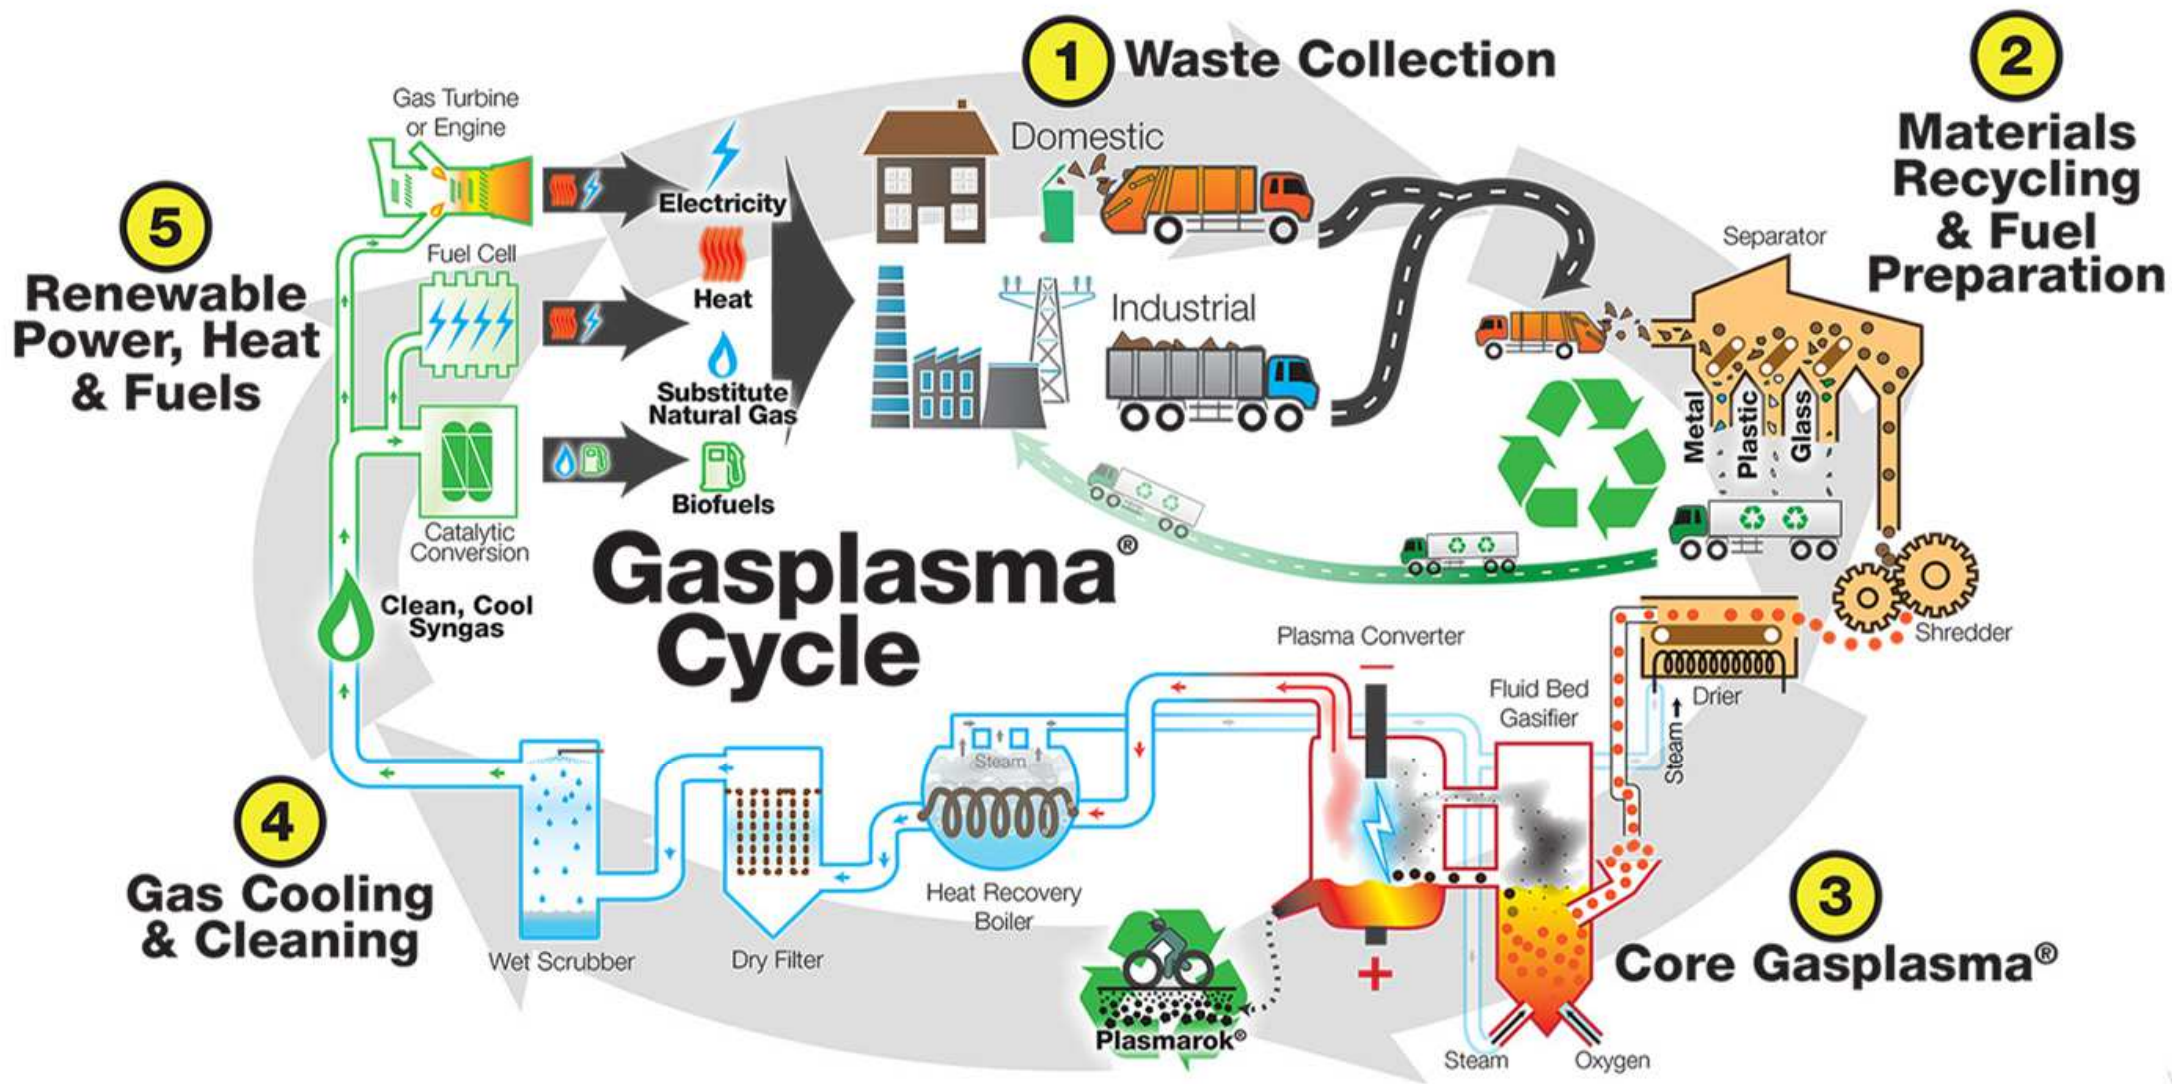 1 Waste Collection
Domestic
Industrial
2
Materials
Recycling
& Fuel
Preparation
Separator
Metal
Plastic
Glass
Shredder
Drier
Steam
3
Core Gasplasma®
Fluid Bed
Gasifier
Steam
Oxygen
Plasma Converter
+
Plasmarok®
4
Gas Cooling
& Cleaning
Steam
Heat Recovery
Boiler
Dry Filter
Wet Scrubber
Clean, Cool
Syngas
5
Renewable
Power, Heat
& Fuels
Gas Turbine
or Engine
Fuel Cell
Catalytic
Conversion
Electricity
Heat
Substitute
Natural Gas
Biofuels
Gasplasma®
Cycle